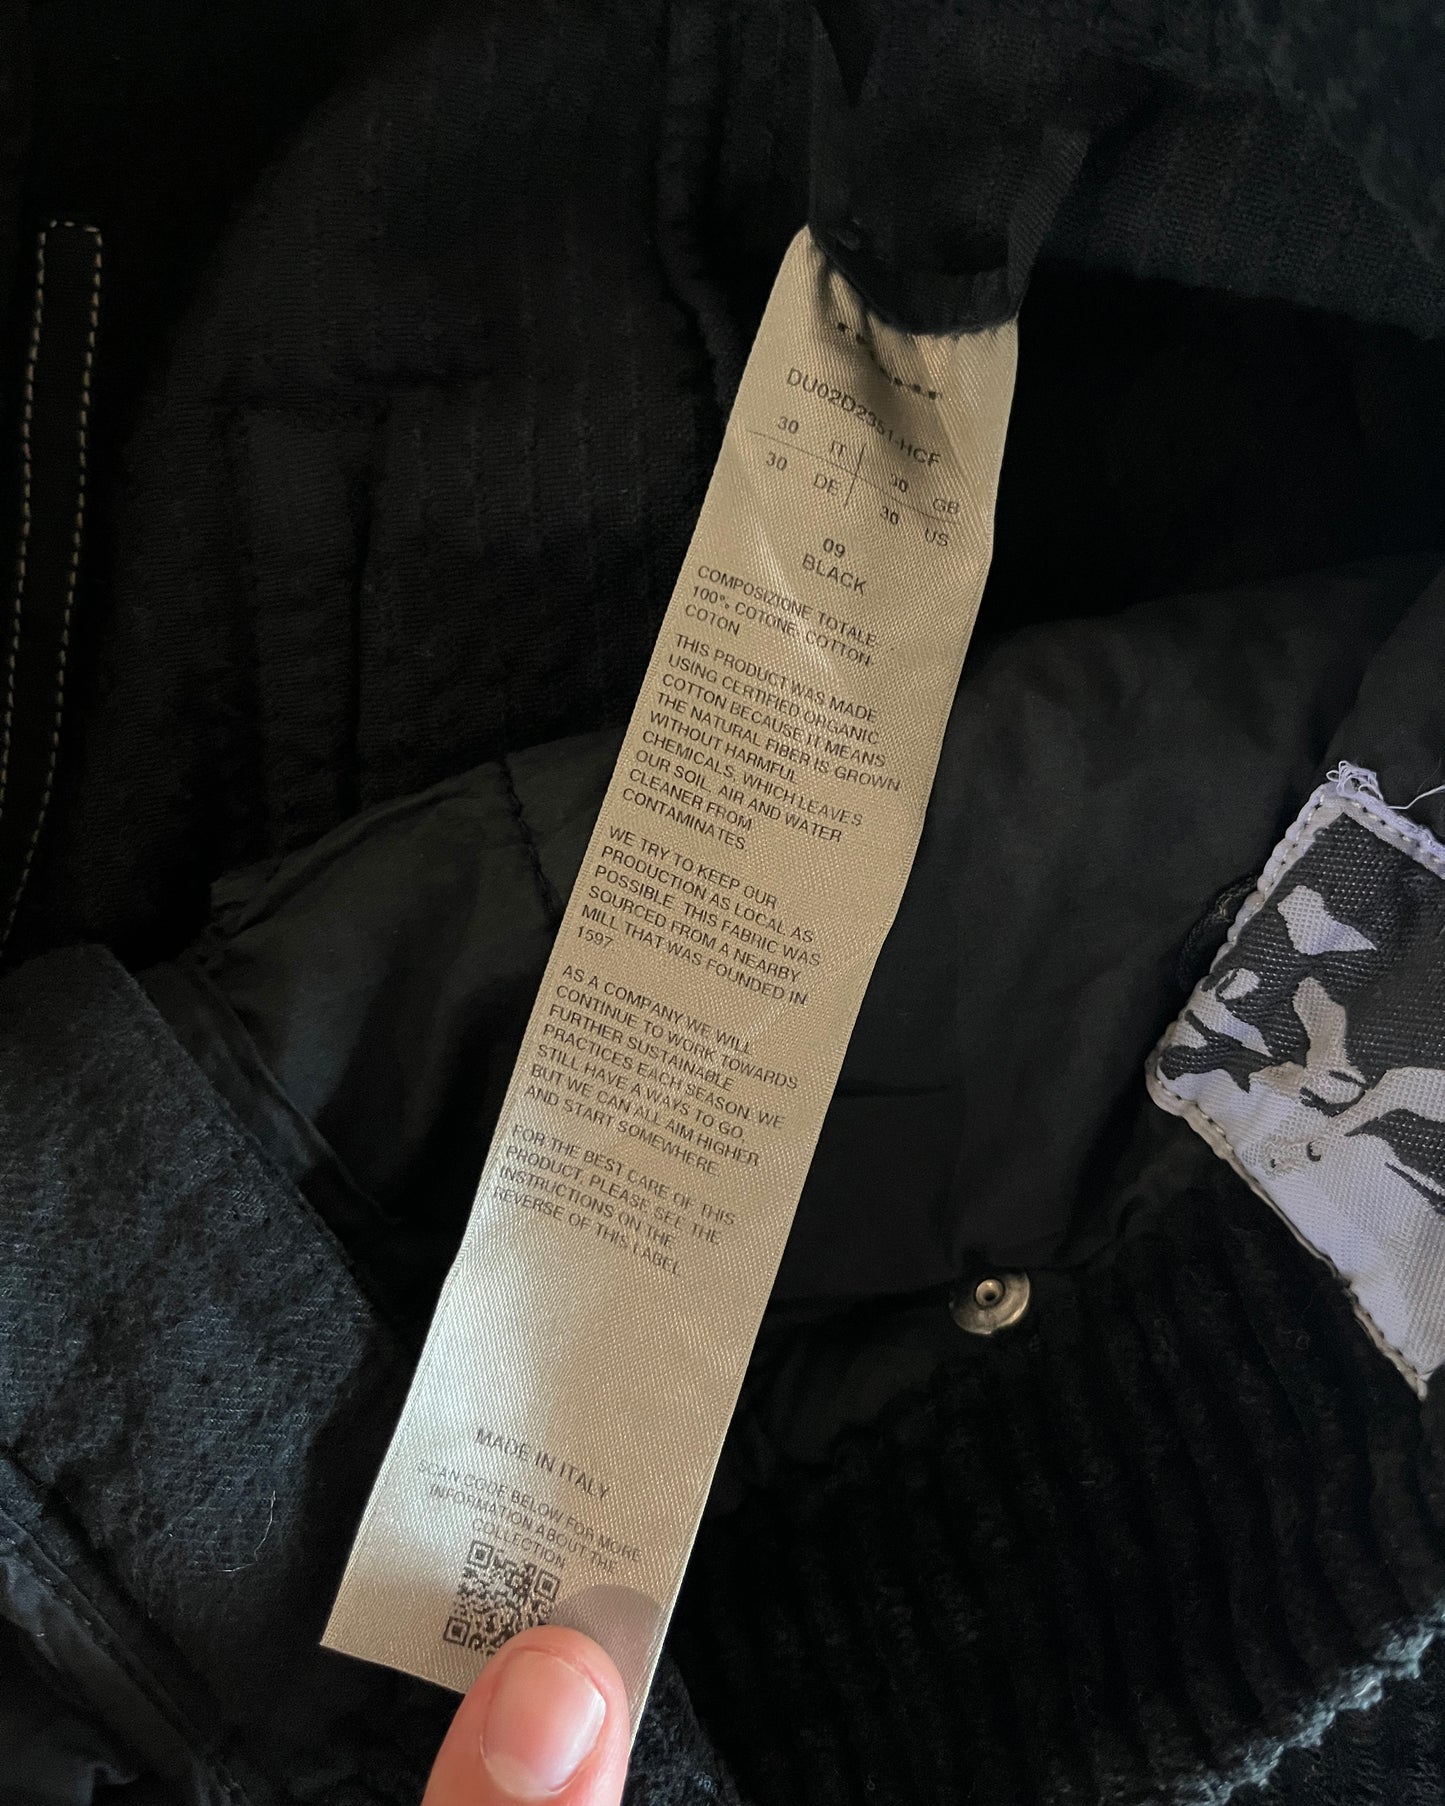 DU02D2351-HCF
30 IT 30 GB
30 DE 30 US
09
BLACK
COMPOSIZIONE TOTALE
100% COTONE, COTTON
COTON
THIS PRODUCT WAS MADE
USING CERTIFIED ORGANIC
COTTON BECAUSE IT MEANS
THE NATURAL FIBER IS GROWN
WITHOUT HARMFUL
CHEMICALS, WHICH LEAVES
OUR SOIL, AIR AND WATER
CLEANER FROM
CONTAMINATES
WE TRY TO KEEP OUR
PRODUCTION AS LOCAL AS
POSSIBLE. THIS FABRIC WAS
SOURCED FROM A NEARBY
MILL THAT WAS FOUNDED IN
1597
AS A COMPANY WE WILL
CONTINUE TO WORK TOWARDS
FURTHER SUSTAINABLE
PRACTICES EACH SEASON. WE
STILL HAVE A WAYS TO GO,
BUT WE CAN ALL AIM HIGHER
AND START SOMEWHERE.
FOR THE BEST CARE OF THIS
PRODUCT, PLEASE SEE THE
INSTRUCTIONS ON THE
REVERSE OF THIS LABEL
MADE IN ITALY
SCAN CODE BELOW FOR MORE
INFORMATION ABOUT THE
COLLECTION